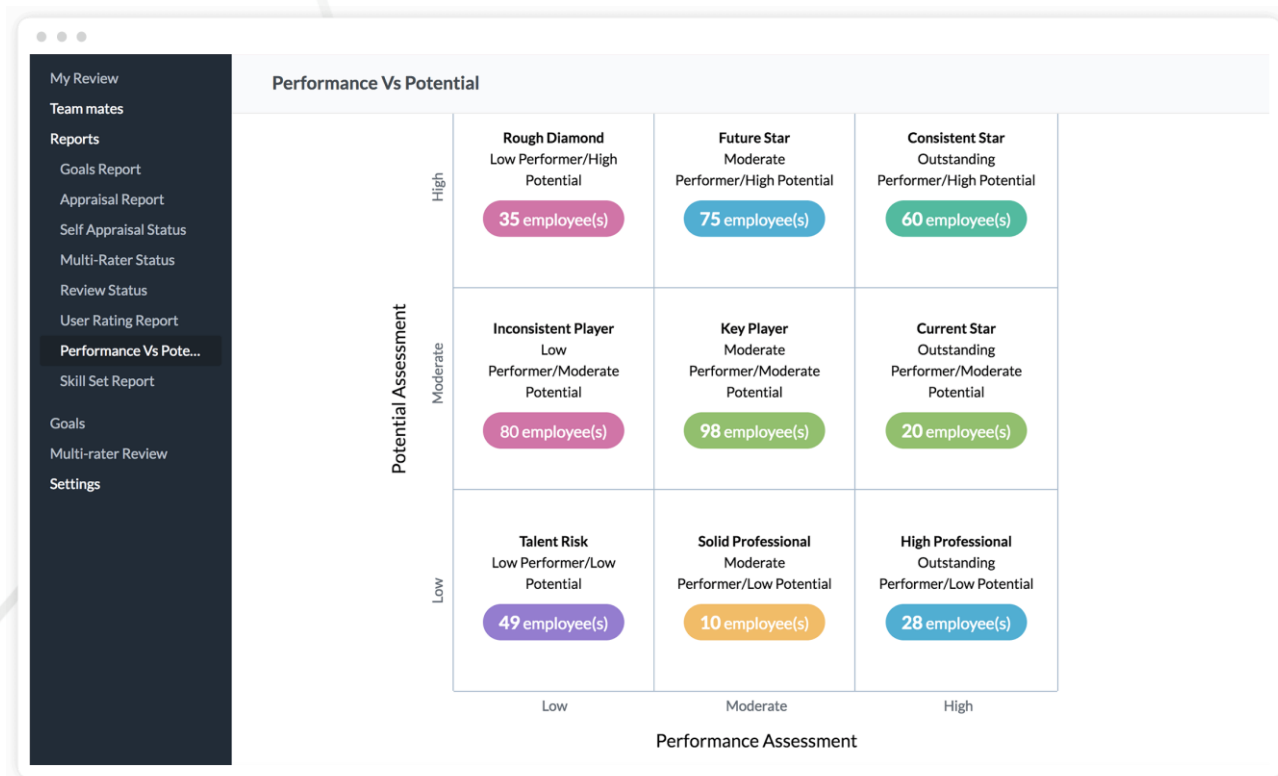 My Review
Team mates
Reports
Goals Report
Appraisal Report
Self Appraisal Status
Multi-Rater Status
Review Status
User Rating Report
Performance Vs Pote...
Skill Set Report
Goals
Multi-rater Review
Settings
Performance Vs Potential
Potential Assessment
High
Rough Diamond
Low Performer/High
Potential
35 employee(s)
Future Star
Moderate
Performer/High Potential
75 employee(s)
Consistent Star
Outstanding
Performer/High Potential
60 employee(s)
Moderate
Inconsistent Player
Low
Performer/Moderate
Potential
80 employee(s)
Key Player
Moderate
Performer/Moderate
Potential
98 employee(s)
Current Star
Outstanding
Performer/Moderate
Potential
20 employee(s)
Low
Talent Risk
Low Performer/Low
Potential
49 employee(s)
Solid Professional
Moderate
Performer/Low Potential
10 employee(s)
High Professional
Outstanding
Performer/Low Potential
28 employee(s)
Low
Moderate
High
Performance Assessment